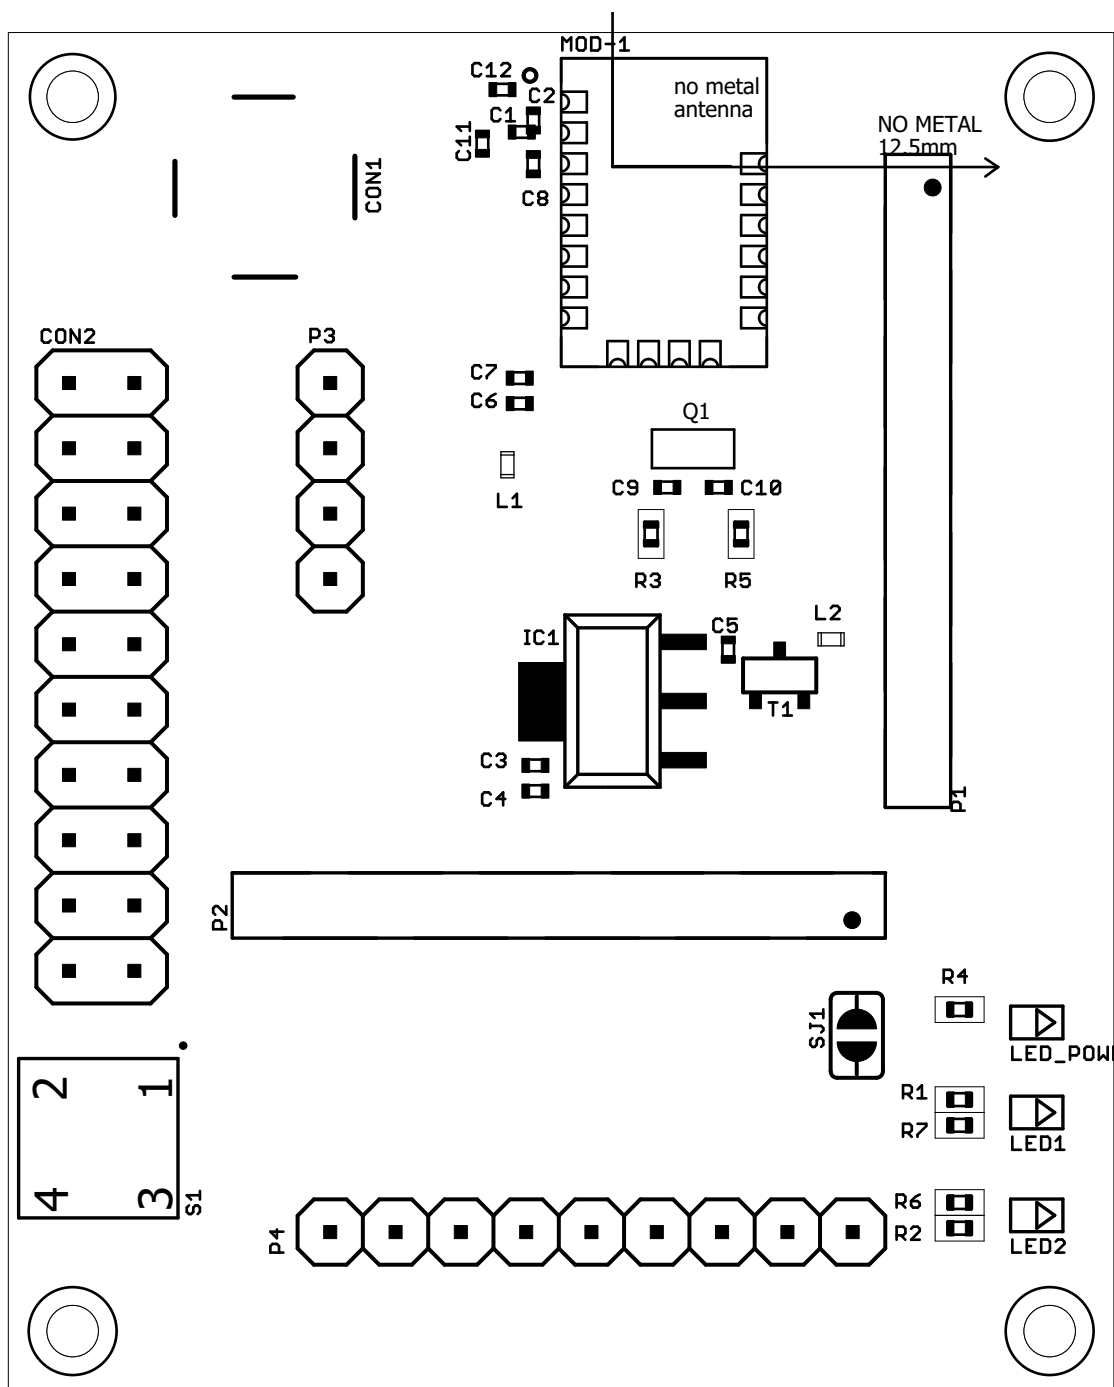 MOD-1
C12
no metal
antenna
C2
C1
C11
NO METAL
12.5mm
CON1
C8
CON2
P3
C7
C6
Q1
L1
C9
C10
R3
R5
L2
C5
IC1
T1
C3
C4
P1
P2
R4
SJ1
LED_POW
2
1
R1
R7
LED1
4
3
S1
R6
R2
P4
LED2